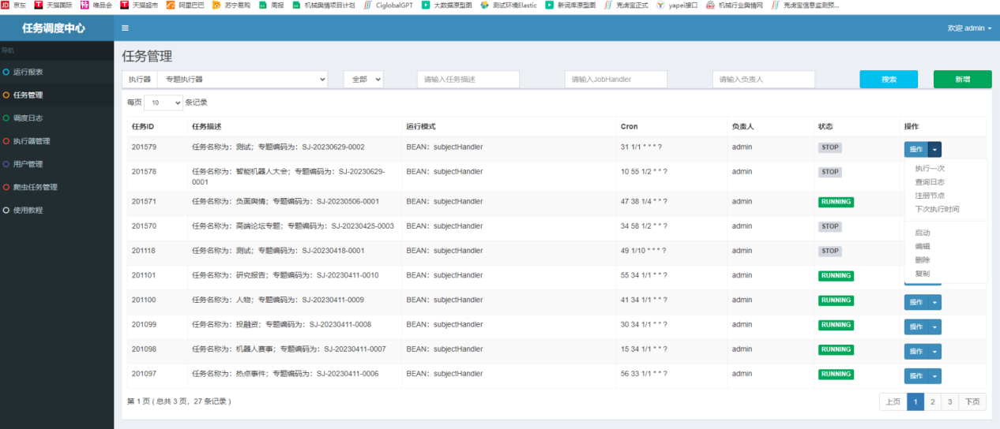 JD 京东 天猫国际 特 唯品会 天猫超市 阿里巴巴 苏宁易购 周报 机械舆情项目计划 CiglobalGPT 大数据原型图 测试环境Elastic 新词库原型图 克虏宝正式 yapei接口 机械行业舆情网 克虏宝信息监测预...
任务调度中心
欢迎 admin
导航
运行报表
任务管理
调度日志
执行器管理
用户管理
爬虫任务管理
使用教程
任务管理
执行器 专题执行器 全部 请输入任务描述 请输入JobHandler 请输入负责人 搜索 新增
每页 10 条记录
任务ID 任务描述 运行模式 Cron 负责人 状态 操作
201579 任务名称为：测试；专题编码为：SJ-20230629-0002 BEAN：subjectHandler 31 1/1 * * * ? admin STOP 操作
201578 任务名称为：智能机器人大会；专题编码为：SJ-20230629-0001 BEAN：subjectHandler 10 55 1/2 * * ? admin STOP
201571 任务名称为：负面舆情；专题编码为：SJ-20230506-0001 BEAN：subjectHandler 47 38 1/4 * * ? admin RUNNING
201570 任务名称为：高端论坛专题；专题编码为：SJ-20230425-0003 BEAN：subjectHandler 34 58 1/2 * * ? admin STOP
201118 任务名称为：测试；专题编码为：SJ-20230418-0001 BEAN：subjectHandler 49 1/10 * * * ? admin STOP
201101 任务名称为：研究报告；专题编码为：SJ-20230411-0010 BEAN：subjectHandler 55 34 1/1 * * ? admin RUNNING
201100 任务名称为：人物；专题编码为：SJ-20230411-0009 BEAN：subjectHandler 41 34 1/1 * * ? admin RUNNING 操作
201099 任务名称为：投融资；专题编码为：SJ-20230411-0008 BEAN：subjectHandler 30 34 1/1 * * ? admin RUNNING 操作
201098 任务名称为：机器人赛事；专题编码为：SJ-20230411-0007 BEAN：subjectHandler 15 34 1/1 * * ? admin RUNNING 操作
201097 任务名称为：热点事件；专题编码为：SJ-20230411-0006 BEAN：subjectHandler 56 33 1/1 * * ? admin RUNNING 操作
执行一次
查询日志
注册节点
下次执行时间
启动
编辑
删除
复制
第 1 页 ( 总共 3 页，27 条记录 ) 上页 1 2 3 下页